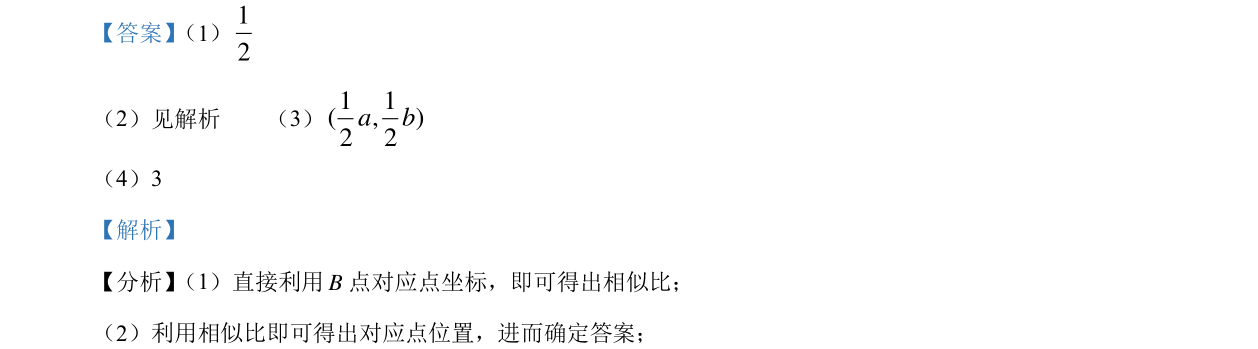 【答案】（1）1/2
（2）见解析 （3）(1/2 a, 1/2 b)
（4）3
【解析】
【分析】（1）直接利用 B 点对应点坐标，即可得出相似比；
（2）利用相似比即可得出对应点位置，进而确定答案；